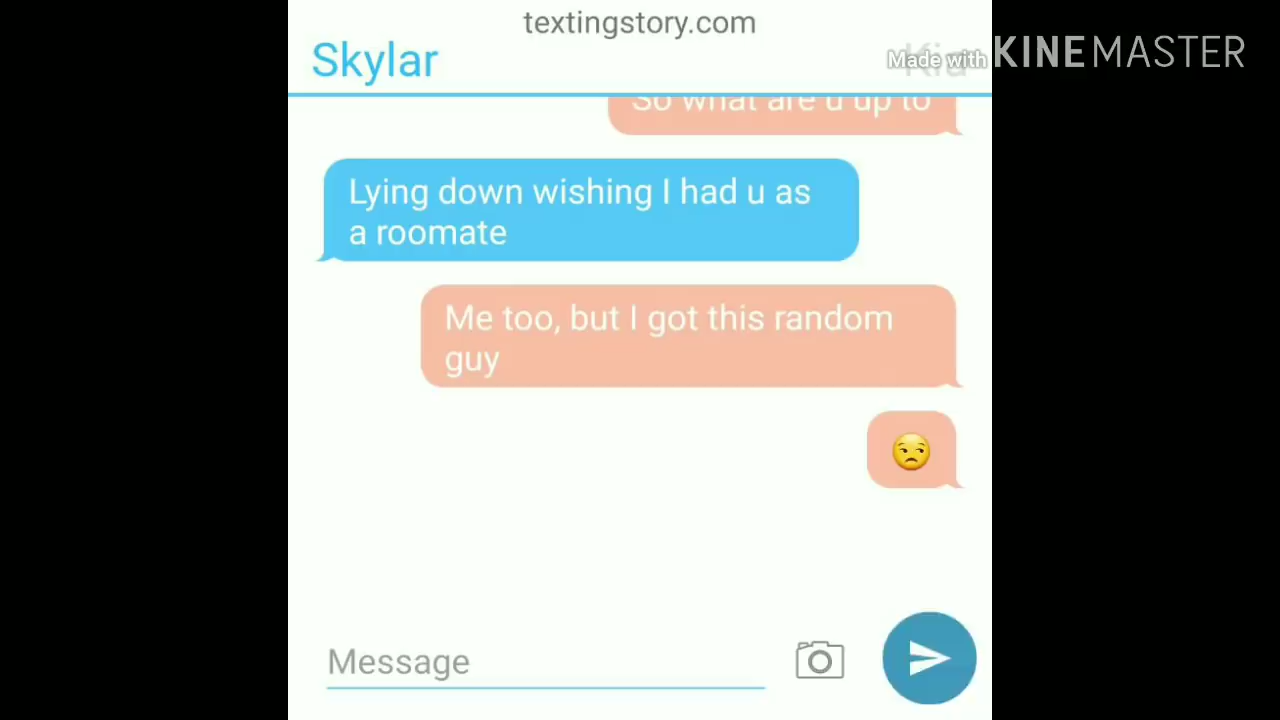 textingstory.com
Skylar
Made with KINEMASTER
So what are u up to
Lying down wishing I had u as
a roomate
Me too, but I got this random
guy
😒
Message